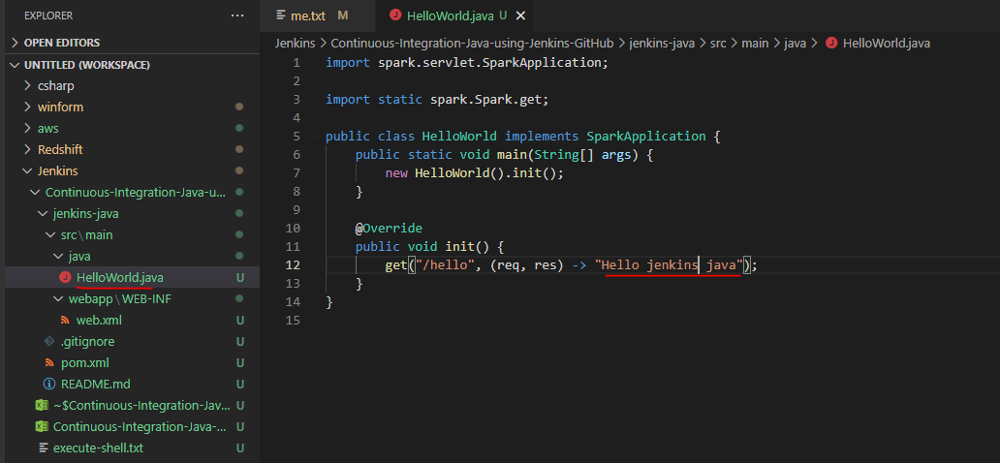 EXPLORER ...
OPEN EDITORS
UNTITLED (WORKSPACE)
csharp
winform
aws
Redshift
Jenkins
Continuous-Integration-Java-u...
jenkins-java
src\main
java
HelloWorld.java U
webapp\WEB-INF
web.xml U
.gitignore U
pom.xml U
README.md U
~$Continuous-Integration-Jav... U
Continuous-Integration-Java-... U
execute-shell.txt U
me.txt M
HelloWorld.java U
Jenkins > Continuous-Integration-Java-using-Jenkins-GitHub > jenkins-java > src > main > java > HelloWorld.java
1 import spark.servlet.SparkApplication;
2
3 import static spark.Spark.get;
4
5 public class HelloWorld implements SparkApplication {
6 public static void main(String[] args) {
7 new HelloWorld().init();
8 }
9
10 @Override
11 public void init() {
12 get("/hello", (req, res) -> "Hello jenkins java");
13 }
14 }
15